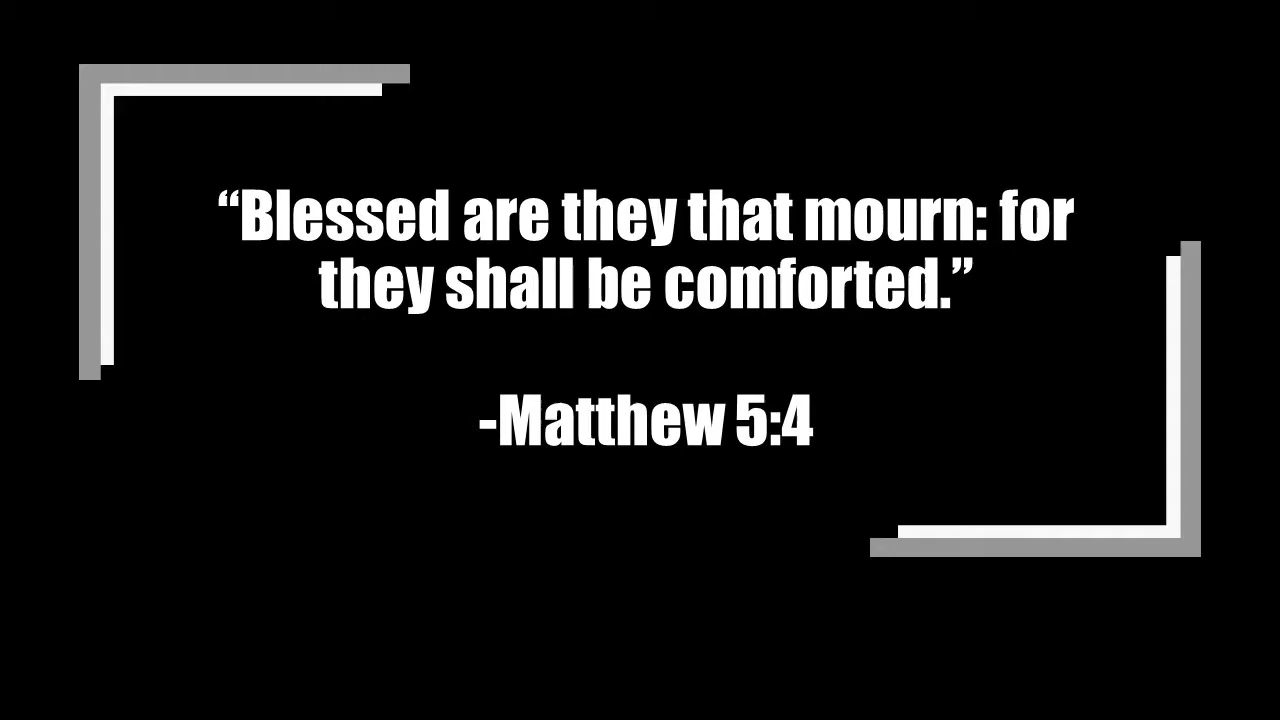 “Blessed are they that mourn: for
they shall be comforted.”
-Matthew 5:4